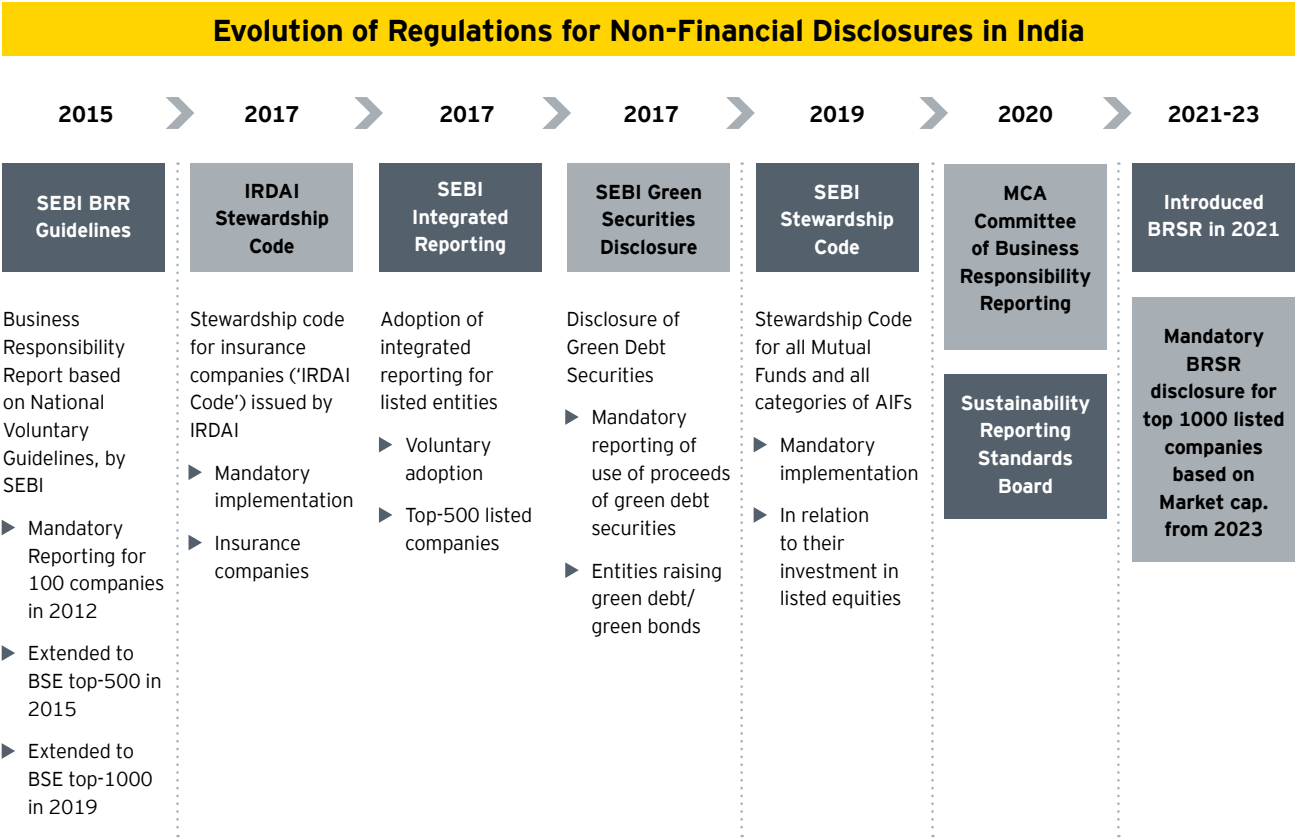 Evolution of Regulations for Non-Financial Disclosures in India
2015
2017
2017
2017
2019
2020
2021-23
SEBI BRR
Guidelines
Business
Responsibility
Report based
on National
Voluntary
Guidelines, by
SEBI
Mandatory
Reporting for
100 companies
in 2012
Extended to
BSE top-500 in
2015
Extended to
BSE top-1000
in 2019
IRDAI
Stewardship
Code
Stewardship code
for insurance
companies (‘IRDAI
Code’) issued by
IRDAI
Mandatory
implementation
Insurance
companies
SEBI
Integrated
Reporting
Adoption of
integrated
reporting for
listed entities
Voluntary
adoption
Top-500 listed
companies
SEBI Green
Securities
Disclosure
Disclosure of
Green Debt
Securities
Mandatory
reporting of
use of proceeds
of green debt
securities
Entities raising
green debt/
green bonds
SEBI
Stewardship
Code
Stewardship Code
for all Mutual
Funds and all
categories of AIFs
Mandatory
implementation
In relation
to their
investment in
listed equities
MCA
Committee
of Business
Responsibility
Reporting
Sustainability
Reporting
Standards
Board
Introduced
BRSR in 2021
Mandatory
BRSR
disclosure for
top 1000 listed
companies
based on
Market cap.
from 2023